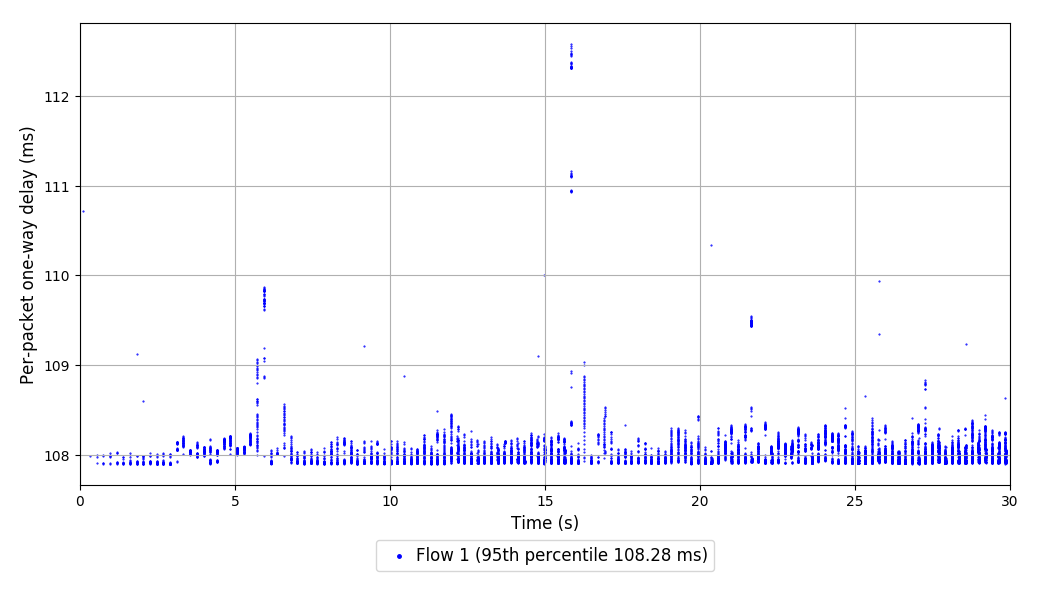 Per-packet one-way delay (ms)
112
111
110
109
108
0 5 10 15 20 25 30
Time (s)
Flow 1 (95th percentile 108.28 ms)